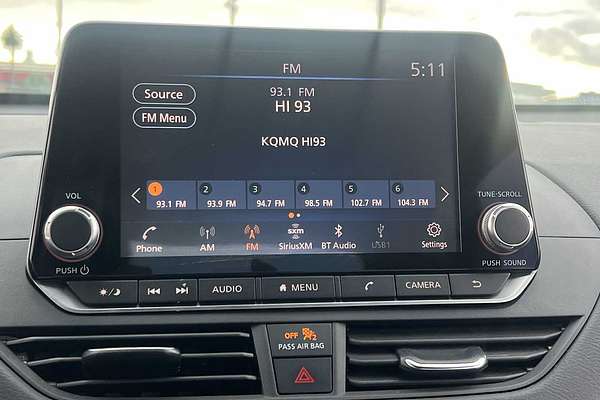 FM
5:11
Source
93.1 FM
HI 93
FM Menu
KQMQ HI93
1 2 3 4 5 6
93.1 FM 93.9 FM 94.7 FM 98.5 FM 102.7 FM 104.3 FM
VOL
TUNE·SCROLL
sxm
Phone AM FM SiriusXM BT Audio USB1 Settings
PUSH
PUSH SOUND
AUDIO
MENU
CAMERA
OFF 2
PASS AIR BAG